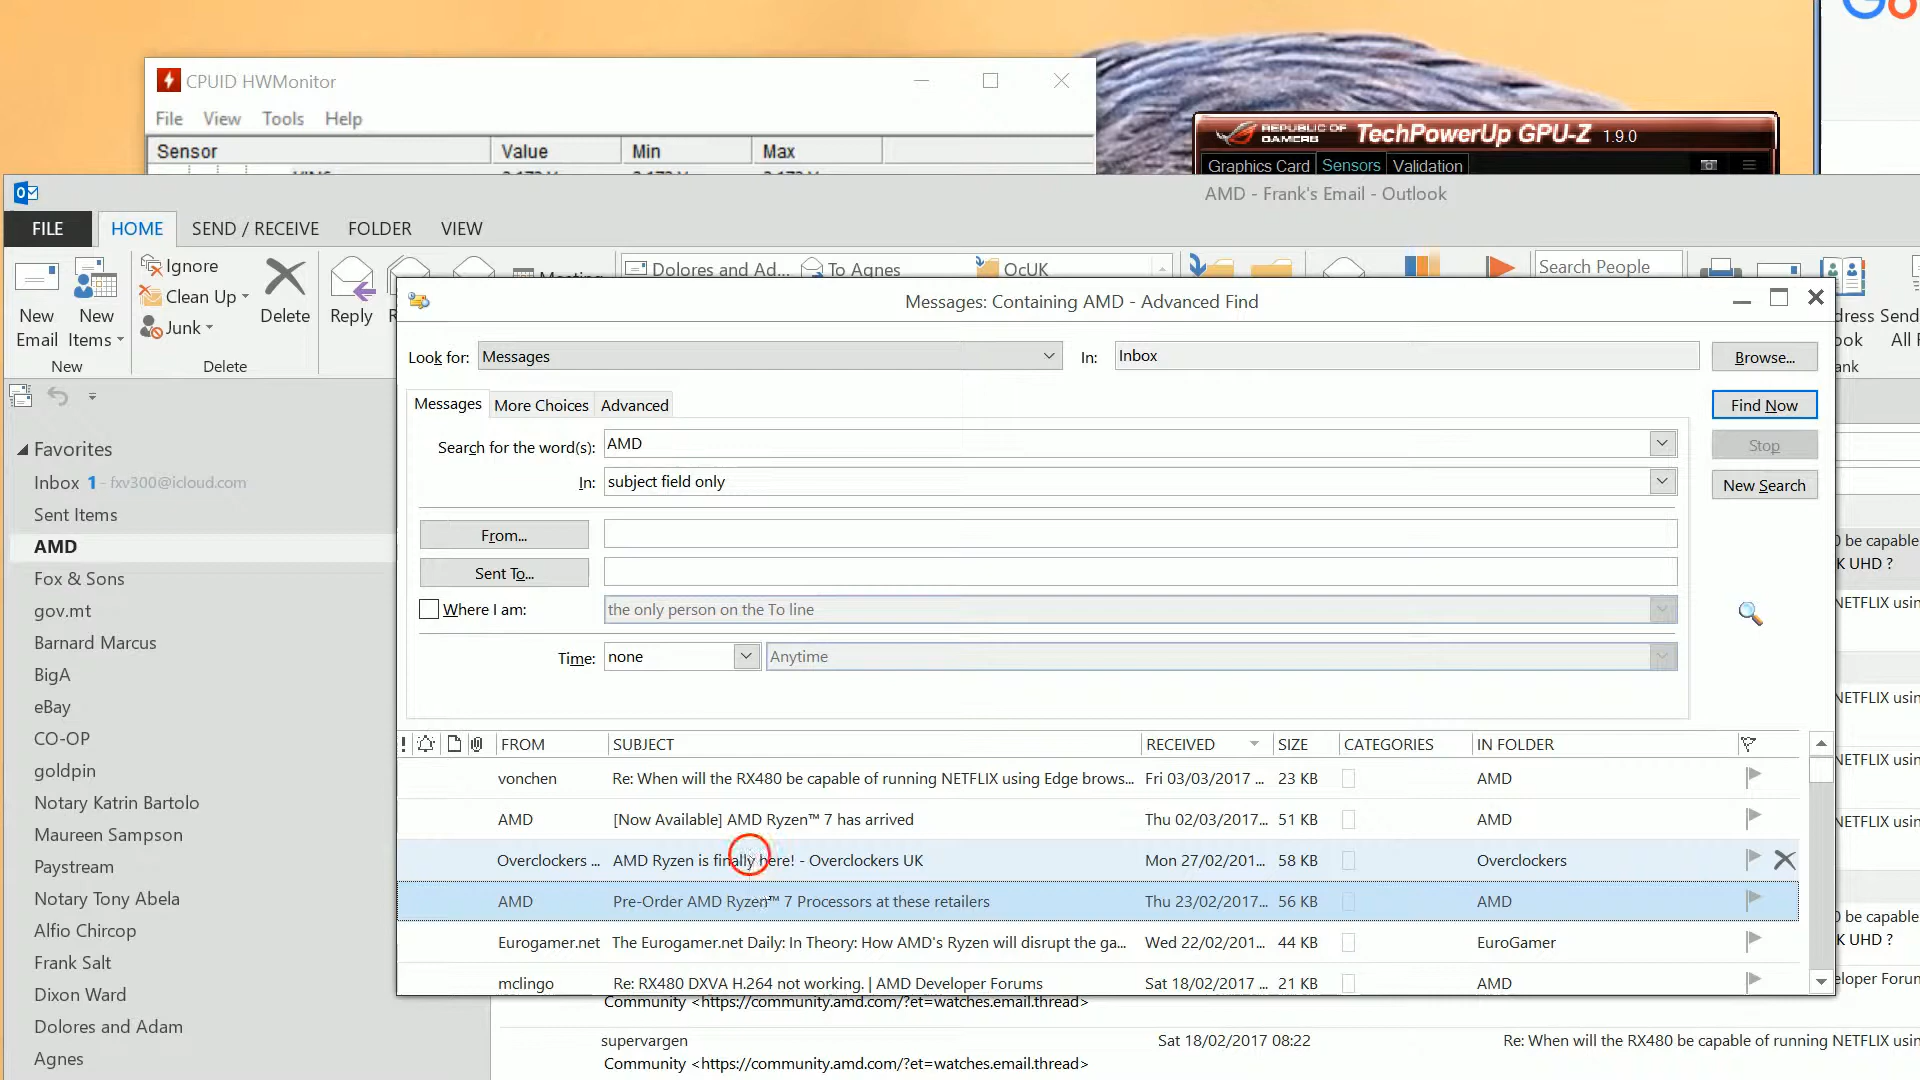 Go
CPUID HWMonitor
File View Tools Help
Sensor Value Min Max
REPUBLIC OF GAMERS TechPowerUp GPU-Z 1.9.0
Graphics Card Sensors Validation
AMD - Frank's Email - Outlook
FILE HOME SEND / RECEIVE FOLDER VIEW
New Email
New Items
New
Ignore
Clean Up
Junk
Delete
Delete
Reply
Dolores and Ad... To Agnes OcUK
Search People
Messages: Containing AMD - Advanced Find
Look for: Messages In: Inbox Browse...
Messages More Choices Advanced
Find Now
Search for the word(s): AMD
Stop
In: subject field only
New Search
From...
Sent To...
Where I am: the only person on the To line
Time: none Anytime
FROM SUBJECT RECEIVED SIZE CATEGORIES IN FOLDER
vonchen Re: When will the RX480 be capable of running NETFLIX using Edge brows... Fri 03/03/2017 ... 23 KB AMD
AMD [Now Available] AMD Ryzen™ 7 has arrived Thu 02/03/2017... 51 KB AMD
Overclockers ... AMD Ryzen is finally here! - Overclockers UK Mon 27/02/201... 58 KB Overclockers
AMD Pre-Order AMD Ryzen™ 7 Processors at these retailers Thu 23/02/2017... 56 KB AMD
Eurogamer.net The Eurogamer.net Daily: In Theory: How AMD's Ryzen will disrupt the ga... Wed 22/02/201... 44 KB EuroGamer
mclingo Re: RX480 DXVA H.264 not working. | AMD Developer Forums Sat 18/02/2017 ... 21 KB AMD
Community <https://community.amd.com/?et=watches.email.thread>
supervargen Sat 18/02/2017 08:22 Re: When will the RX480 be capable of running NETFLIX usin
Community <https://community.amd.com/?et=watches.email.thread>
Favorites
Inbox 1 - fxv300@icloud.com
Sent Items
AMD
Fox & Sons
gov.mt
Barnard Marcus
BigA
eBay
CO-OP
goldpin
Notary Katrin Bartolo
Maureen Sampson
Paystream
Notary Tony Abela
Alfio Chircop
Frank Salt
Dixon Ward
Dolores and Adam
Agnes
dress Send
ook All F
ank
0 be capable
K UHD ?
NETFLIX using
NETFLIX using
NETFLIX using
NETFLIX using
0 be capable
K UHD ?
eloper Forum